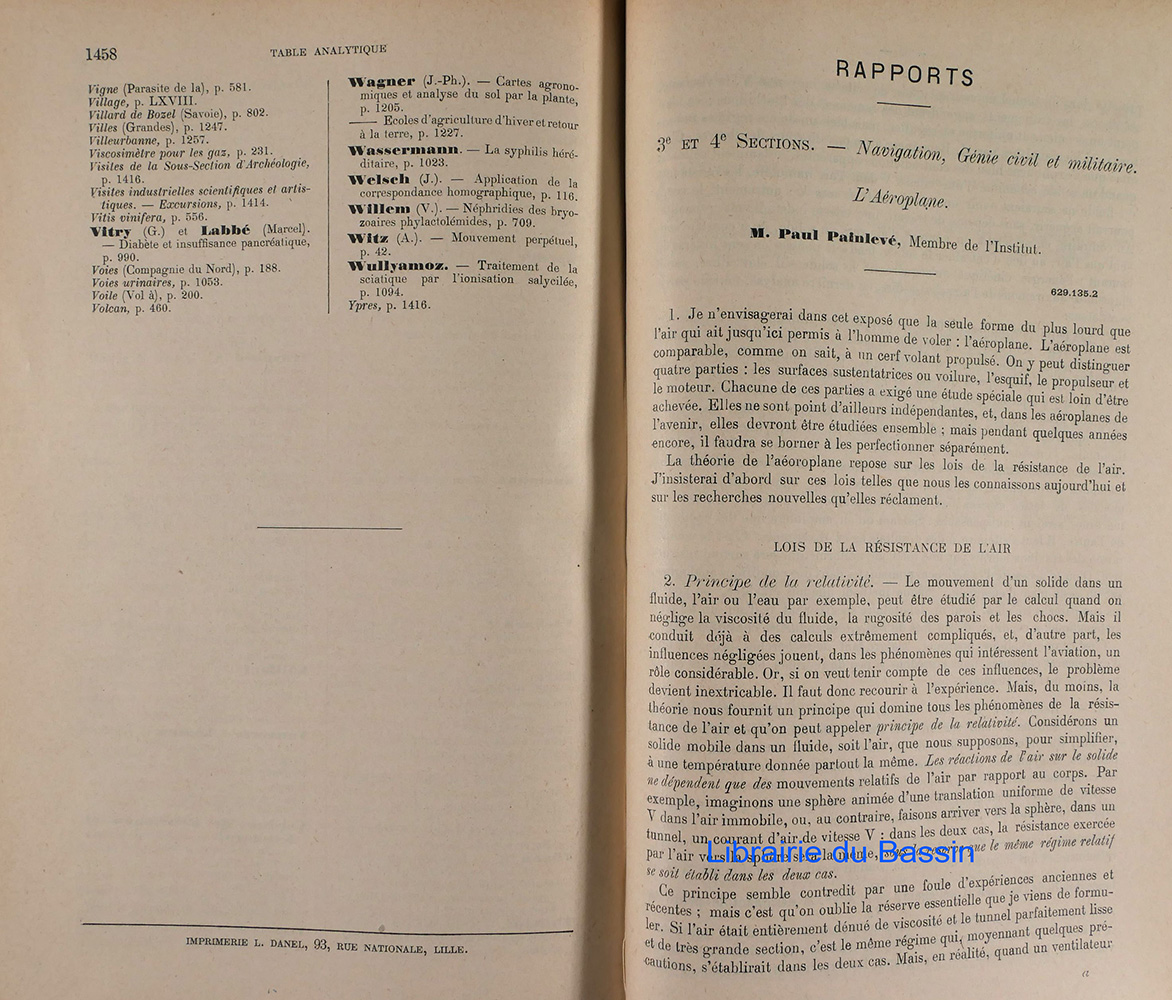 1458
TABLE ANALYTIQUE
Vigne (Parasite de la), p. 581.
Village, p. LXVIII.
Villard de Bozel (Savoie), p. 802.
Villes (Grandes), p. 1247.
Villeurbanne, p. 1257.
Viscosimètre pour les gaz, p. 231.
Visites de la Sous-Section d'Archéologie,
p. 1416.
Visites industrielles scientifiques et artis-
tiques. — Excursions, p. 1414.
Vitis vinifera, p. 556.
Vitry (G.) et Labbé (Marcel).
— Diabète et insuffisance pancréatique,
p. 990.
Voies (Compagnie du Nord), p. 188.
Voies urinaires, p. 1053.
Voile (Vol à), p. 200.
Volcan, p. 460.
Wagner (J.-Ph.). — Cartes agrono-
miques et analyse du sol par la plante,
p. 1205.
—— Ecoles d'agriculture d'hiver et retour
à la terre, p. 1227.
Wassermann. — La syphilis héré-
ditaire, p. 1023.
Welsch (J.). — Application de la
correspondance homographique, p. 116.
Willem (V.). — Néphridies des bryo-
zoaires phylactolémides, p. 709.
Witz (A.). — Mouvement perpétuel,
p. 42.
Wullyamoz. — Traitement de la
sciatique par l'ionisation salycilée,
p. 1094.
Ypres, p. 1416.
IMPRIMERIE L. DANEL, 93, RUE NATIONALE, LILLE.
RAPPORTS
3e ET 4e SECTIONS. — Navigation, Génie civil et militaire.
L'Aéroplane.
M. Paul Painlevé, Membre de l'Institut.
629.135.2
1. Je n'envisagerai dans cet exposé que la seule forme du plus lourd que
l'air qui ait jusqu'ici permis à l'homme de voler : l'aéroplane. L'aéroplane est
comparable, comme on sait, à un cerf volant propulsé. On y peut distinguer
quatre parties : les surfaces sustentatrices ou voilure, l'esquif, le propulseur et
le moteur. Chacune de ces parties a exigé une étude spéciale qui est loin d'être
achevée. Elles ne sont point d'ailleurs indépendantes, et, dans les aéroplanes de
l'avenir, elles devront être étudiées ensemble ; mais pendant quelques années
encore, il faudra se borner à les perfectionner séparément.
La théorie de l'aéoroplane repose sur les lois de la résistance de l'air.
J'insisterai d'abord sur ces lois telles que nous les connaissons aujourd'hui et
sur les recherches nouvelles qu'elles réclament.
LOIS DE LA RÉSISTANCE DE L'AIR
2. Principe de la relativité. — Le mouvement d'un solide dans un
fluide, l'air ou l'eau par exemple, peut être étudié par le calcul quand on
néglige la viscosité du fluide, la rugosité des parois et les chocs. Mais il
conduit déjà à des calculs extrêmement compliqués, et, d'autre part, les
influences négligées jouent, dans les phénomènes qui intéressent l'aviation, un
rôle considérable. Or, si on veut tenir compte de ces influences, le problème
devient inextricable. Il faut donc recourir à l'expérience. Mais, du moins, la
théorie nous fournit un principe qui domine tous les phénomènes de la résis-
tance de l'air et qu'on peut appeler principe de la relativité. Considérons un
solide mobile dans un fluide, soit l'air, que nous supposons, pour simplifier,
à une température donnée partout la même. Les réactions de l'air sur le solide
ne dépendent que des mouvements relatifs de l'air par rapport au corps. Par
exemple, imaginons une sphère animée d'une translation uniforme de vitesse
V dans l'air immobile, ou, au contraire, faisons arriver vers la sphère, dans un
tunnel, un courant d'air de vitesse V : dans les deux cas, la résistance exercée
par l'air vers la sphère sera la même, sous la réserve que le même régime relatif
se soit établi dans les deux cas.
Ce principe semble contredit par une foule d'expériences anciennes et
récentes ; mais c'est qu'on oublie la réserve essentielle que je viens de formu-
ler. Si l'air était entièrement dénué de viscosité et le tunnel parfaitement lisse
et de très grande section, c'est le même régime qui, moyennant quelques pré-
cautions, s'établirait dans les deux cas. Mais, en réalité, quand un ventilateur
a
Librairie du Bassin